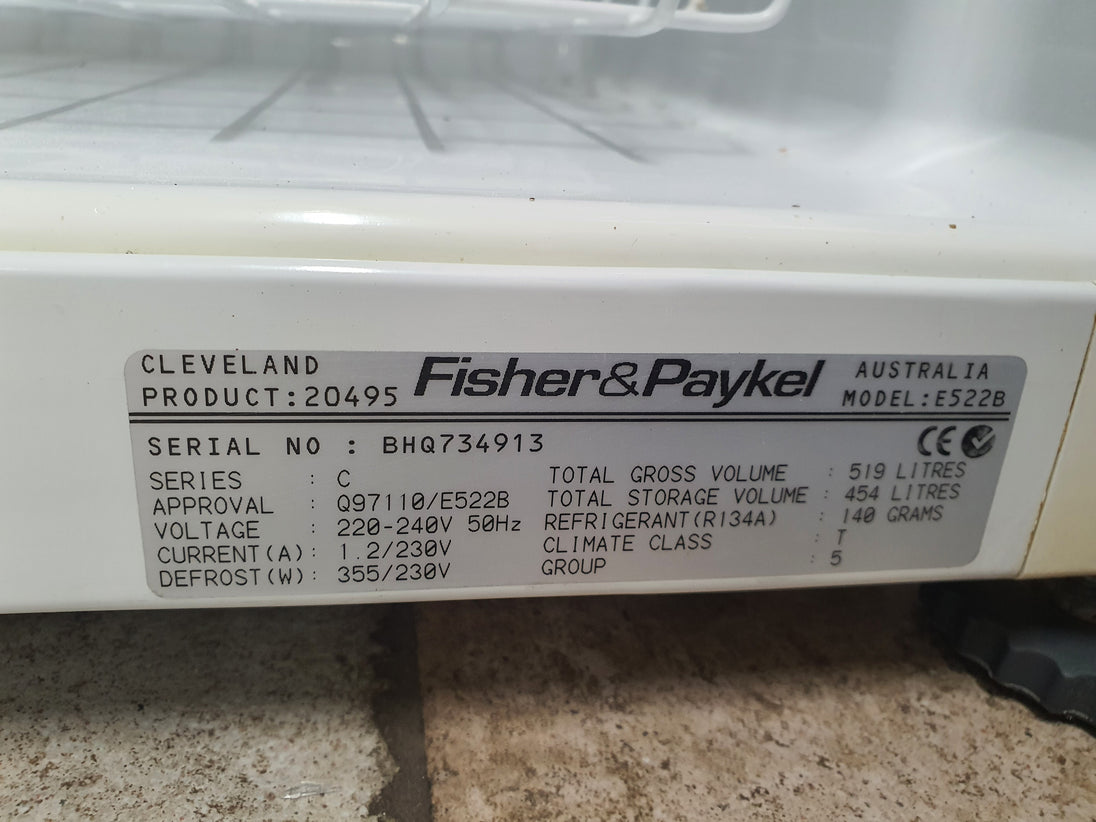 CLEVELAND Fisher&Paykel AUSTRALIA
PRODUCT:20495 MODEL:E522B
SERIAL NO : BHQ734913 CE
SERIES : C TOTAL GROSS VOLUME : 519 LITRES
APPROVAL : Q97110/E522B TOTAL STORAGE VOLUME : 454 LITRES
VOLTAGE : 220-240V 50Hz REFRIGERANT(R134A) : 140 GRAMS
CURRENT(A): 1.2/230V CLIMATE CLASS : T
DEFROST(W): 355/230V GROUP : 5